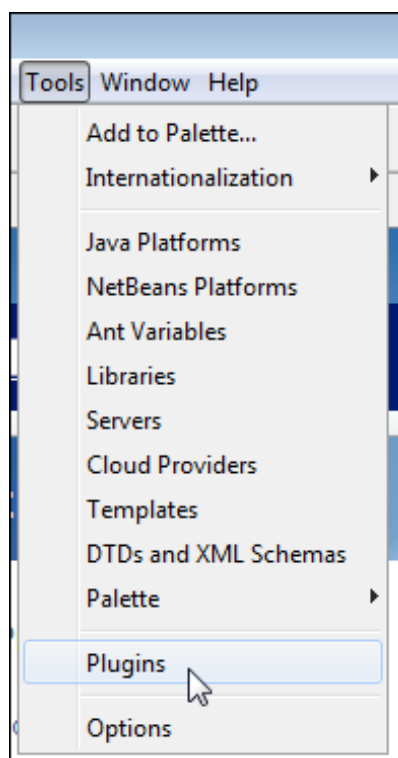 Tools Window Help
Add to Palette...
Internationalization
Java Platforms
NetBeans Platforms
Ant Variables
Libraries
Servers
Cloud Providers
Templates
DTDs and XML Schemas
Palette
Plugins
Options